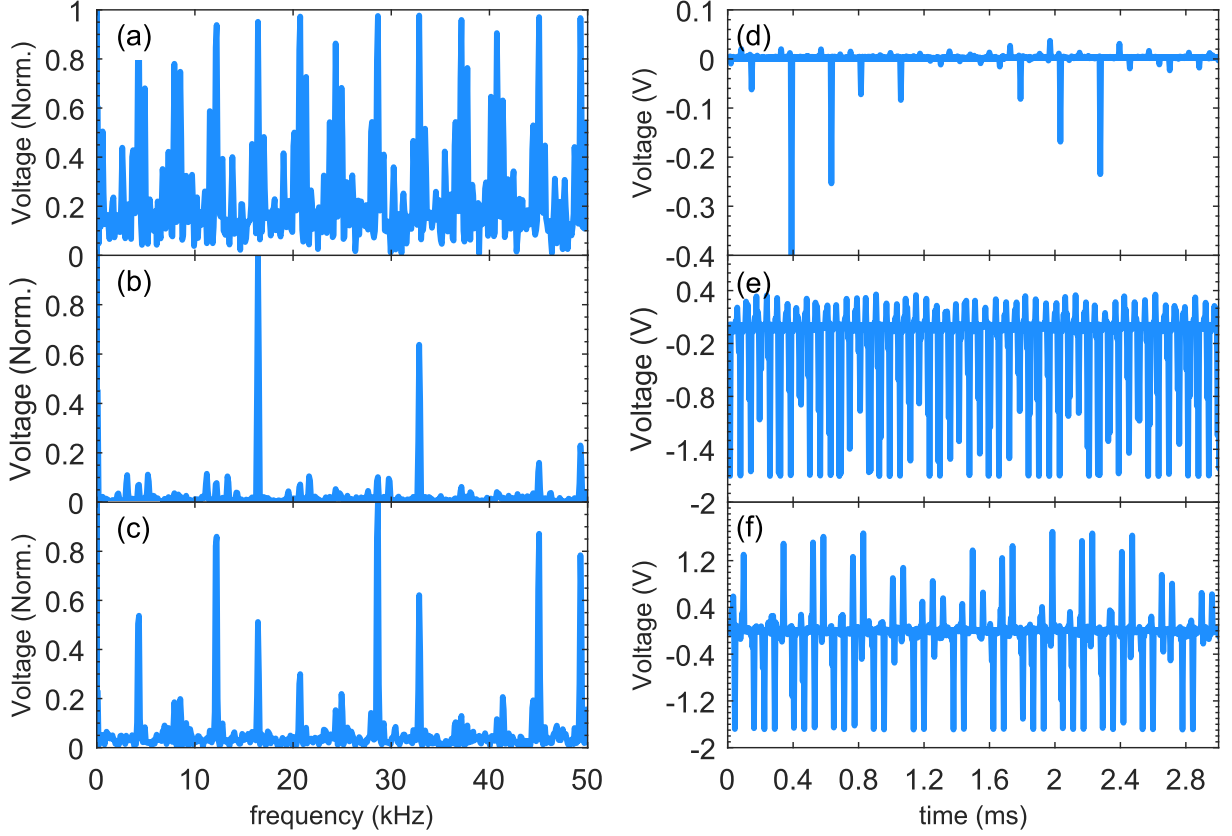 (a)
Voltage (Norm.)
1
0.8
0.6
0.4
0.2
0
(b)
Voltage (Norm.)
0.8
0.6
0.4
0.2
0
(c)
Voltage (Norm.)
0.8
0.6
0.4
0.2
0
0 10 20 30 40 50
frequency (kHz)
(d)
Voltage (V)
0.1
0
-0.1
-0.2
-0.3
-0.4
(e)
Voltage (V)
0.4
-0.2
-0.8
-1.4
-2
(f)
Voltage (V)
1.2
0.4
-0.4
-1.2
-2
0 0.4 0.8 1.2 1.6 2 2.4 2.8
time (ms)